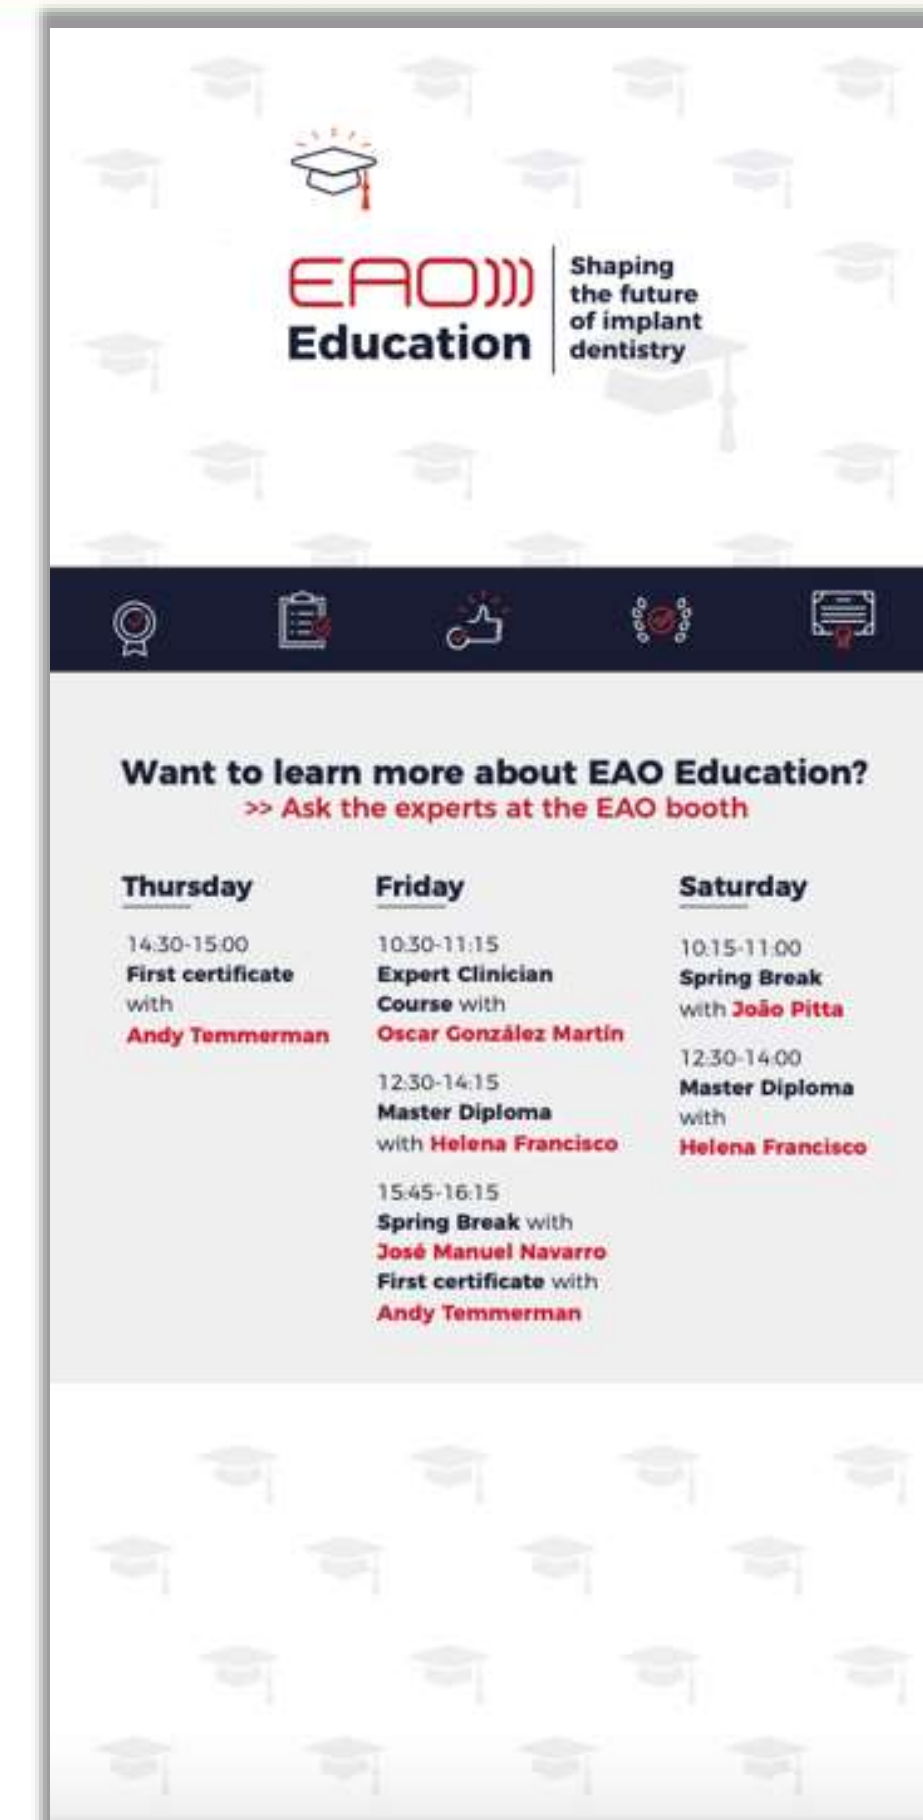 EAO)))
Education
Shaping
the future
of implant
dentistry
Want to learn more about EAO Education?
>> Ask the experts at the EAO booth
Thursday
14:30-15:00
First certificate
with
Andy Temmerman
Friday
10:30-11:15
Expert Clinician
Course with
Oscar González Martín
12:30-14:15
Master Diploma
with Helena Francisco
15:45-16:15
Spring Break with
José Manuel Navarro
First certificate with
Andy Temmerman
Saturday
10:15-11:00
Spring Break
with João Pitta
12:30-14:00
Master Diploma
with
Helena Francisco